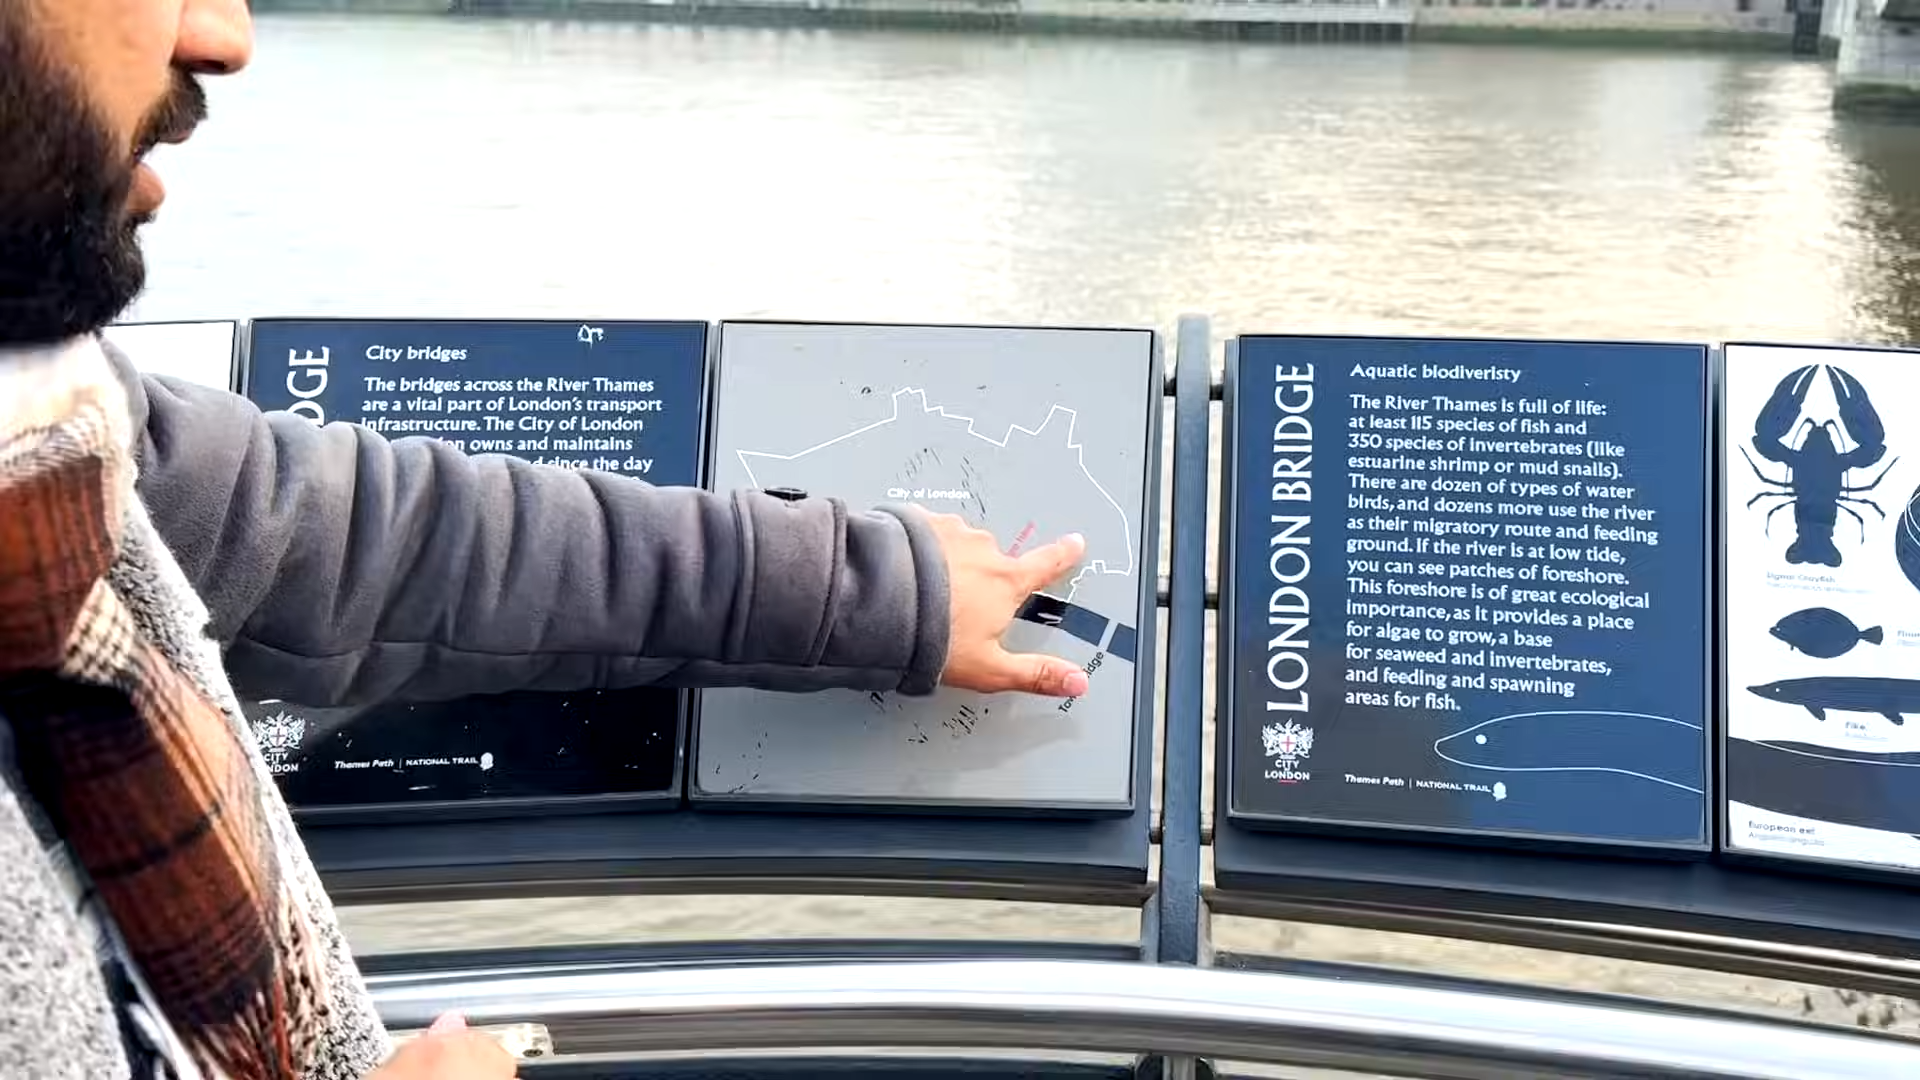 DGE
City bridges
The bridges across the River Thames
are a vital part of London's transport
infrastructure. The City of London
owns and maintains
since the day
CITY
LONDON
Thames Path | NATIONAL TRAIL
City of London
LONDON BRIDGE
Aquatic biodiveristy
The River Thames is full of life:
at least 115 species of fish and
350 species of invertebrates (like
estuarine shrimp or mud snails).
There are dozen of types of water
birds, and dozens more use the river
as their migratory route and feeding
ground. If the river is at low tide,
you can see patches of foreshore.
This foreshore is of great ecological
importance, as it provides a place
for algae to grow, a base
for seaweed and invertebrates,
and feeding and spawning
areas for fish.
CITY
LONDON
Thames Path | NATIONAL TRAIL
Signal Crayfish
Pike
European eel